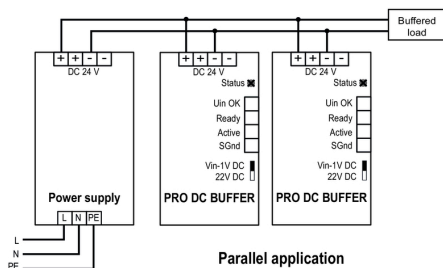 Buffered
load
+ + - -
DC 24 V
+ + - -
DC 24 V
+ + - -
DC 24 V
Status
Uin OK
Ready
Active
SGnd
Vin-1V DC
22V DC
PRO DC BUFFER
Status
Uin OK
Ready
Active
SGnd
Vin-1V DC
22V DC
PRO DC BUFFER
Power supply
L N PE
L
N
PE
Parallel application